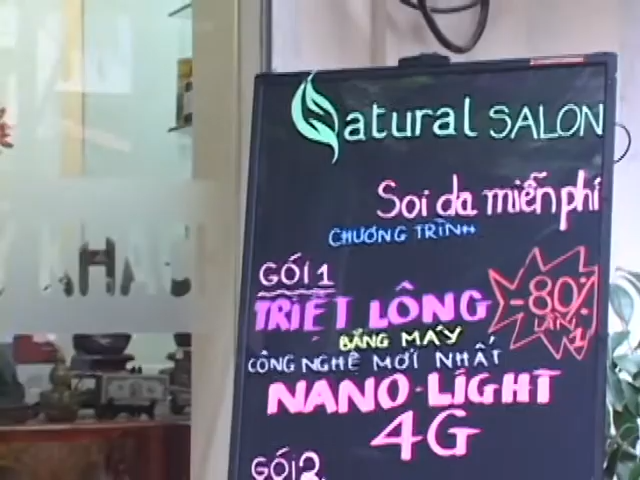 Natural SALON
Soi da miễn phí
CHƯƠNG TRÌNH
GÓI 1
TRIỆT LÔNG
-80%
LẦN 1
BẰNG MÁY
CÔNG NGHỆ MỚI NHẤT
NANO-LIGHT
4G
GÓI 2